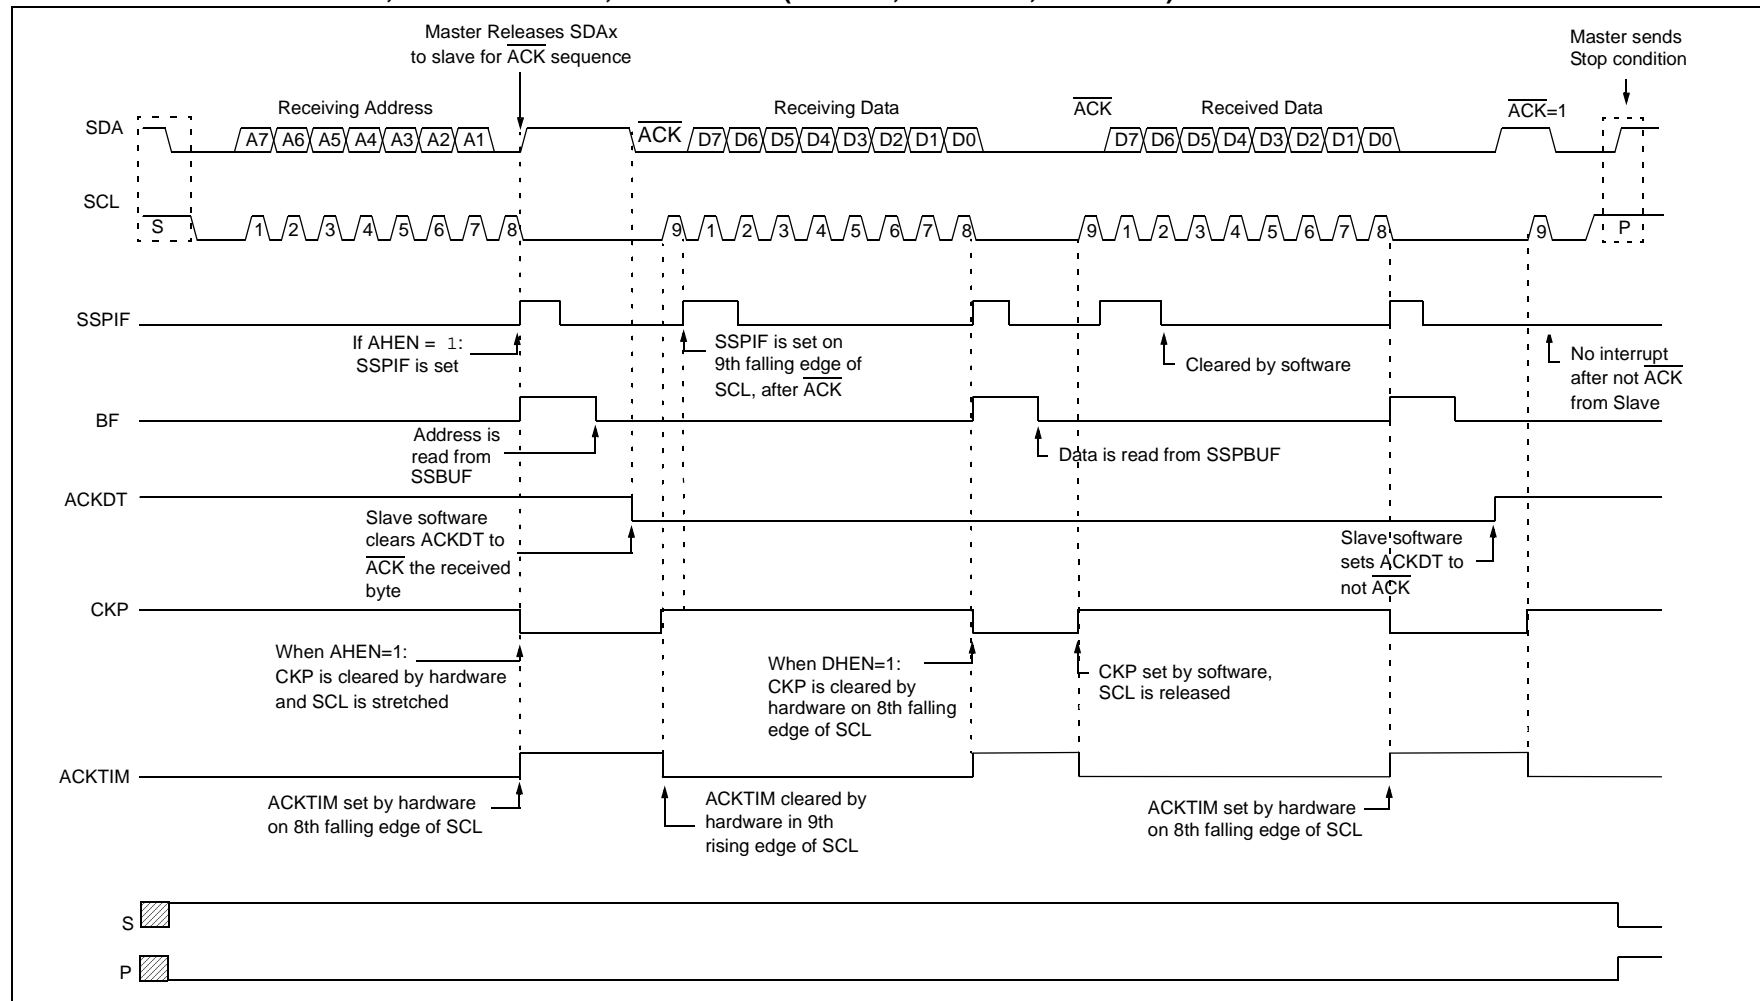 Master Releases SDAx
to slave for ACK sequence
Master sends
Stop condition
Receiving Address
Receiving Data
ACK
Received Data
ACK=1
SDA
A7 A6 A5 A4 A3 A2 A1
ACK
D7 D6 D5 D4 D3 D2 D1 D0
D7 D6 D5 D4 D3 D2 D1 D0
SCL
S
1 2 3 4 5 6 7 8
9 1 2 3 4 5 6 7 8
9 1 2 3 4 5 6 7 8
9
P
SSPIF
If AHEN = 1:
SSPIF is set
SSPIF is set on
9th falling edge of
SCL, after ACK
Cleared by software
No interrupt
after not ACK
from Slave
BF
Address is
read from
SSBUF
Data is read from SSPBUF
ACKDT
Slave software
clears ACKDT to
ACK the received
byte
Slave software
sets ACKDT to
not ACK
CKP
When AHEN=1:
CKP is cleared by hardware
and SCL is stretched
When DHEN=1:
CKP is cleared by
hardware on 8th falling
edge of SCL
CKP set by software,
SCL is released
ACKTIM
ACKTIM set by hardware
on 8th falling edge of SCL
ACKTIM cleared by
hardware in 9th
rising edge of SCL
ACKTIM set by hardware
on 8th falling edge of SCL
S
P